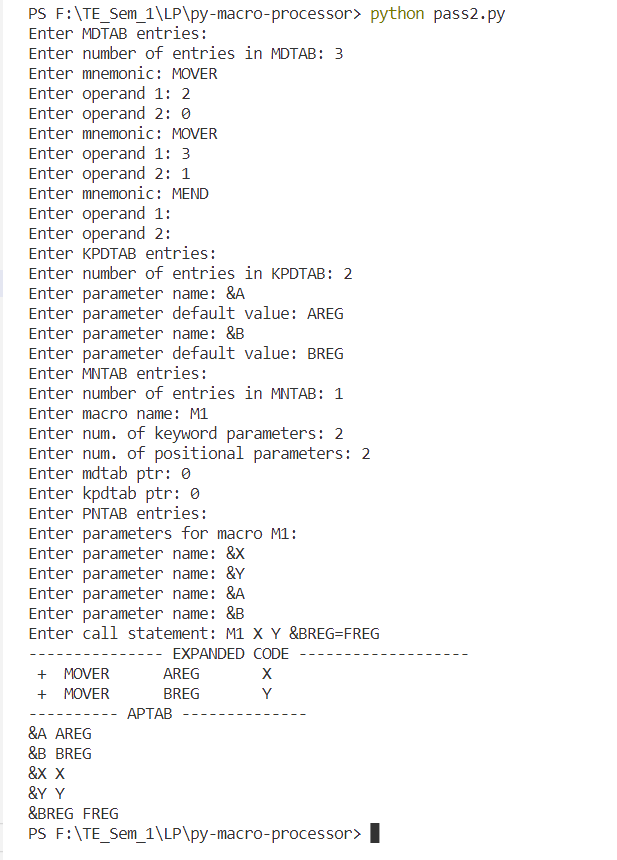 PS F:\TE_Sem_1\LP\py-macro-processor> python pass2.py
Enter MDTAB entries:
Enter number of entries in MDTAB: 3
Enter mnemonic: MOVER
Enter operand 1: 2
Enter operand 2: 0
Enter mnemonic: MOVER
Enter operand 1: 3
Enter operand 2: 1
Enter mnemonic: MEND
Enter operand 1:
Enter operand 2:
Enter KPDTAB entries:
Enter number of entries in KPDTAB: 2
Enter parameter name: &A
Enter parameter default value: AREG
Enter parameter name: &B
Enter parameter default value: BREG
Enter MNTAB entries:
Enter number of entries in MNTAB: 1
Enter macro name: M1
Enter num. of keyword parameters: 2
Enter num. of positional parameters: 2
Enter mdtab ptr: 0
Enter kpdtab ptr: 0
Enter PNTAB entries:
Enter parameters for macro M1:
Enter parameter name: &X
Enter parameter name: &Y
Enter parameter name: &A
Enter parameter name: &B
Enter call statement: M1 X Y &BREG=FREG
--------------- EXPANDED CODE -------------------
+  MOVER      AREG       X
+  MOVER      BREG       Y
---------- APTAB --------------
&A AREG
&B BREG
&X X
&Y Y
&BREG FREG
PS F:\TE_Sem_1\LP\py-macro-processor>